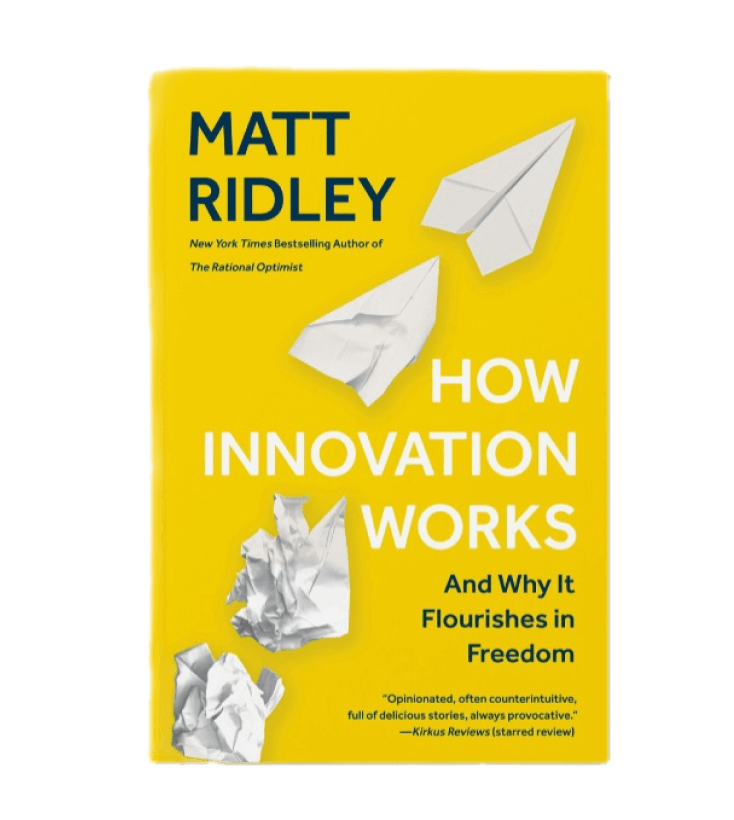 MATT
RIDLEY
New York Times Bestselling Author of
The Rational Optimist
HOW
INNOVATION
WORKS
And Why It
Flourishes in
Freedom
"Opinionated, often counterintuitive,
full of delicious stories, always provocative."
—Kirkus Reviews (starred review)